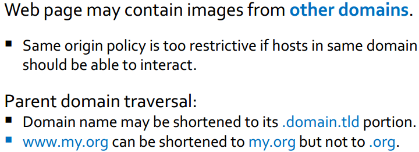 Web page may contain images from other domains.
▪ Same origin policy is too restrictive if hosts in same domain
should be able to interact.
Parent domain traversal:
▪ Domain name may be shortened to its .domain.tld portion.
▪ www.my.org can be shortened to my.org but not to .org.